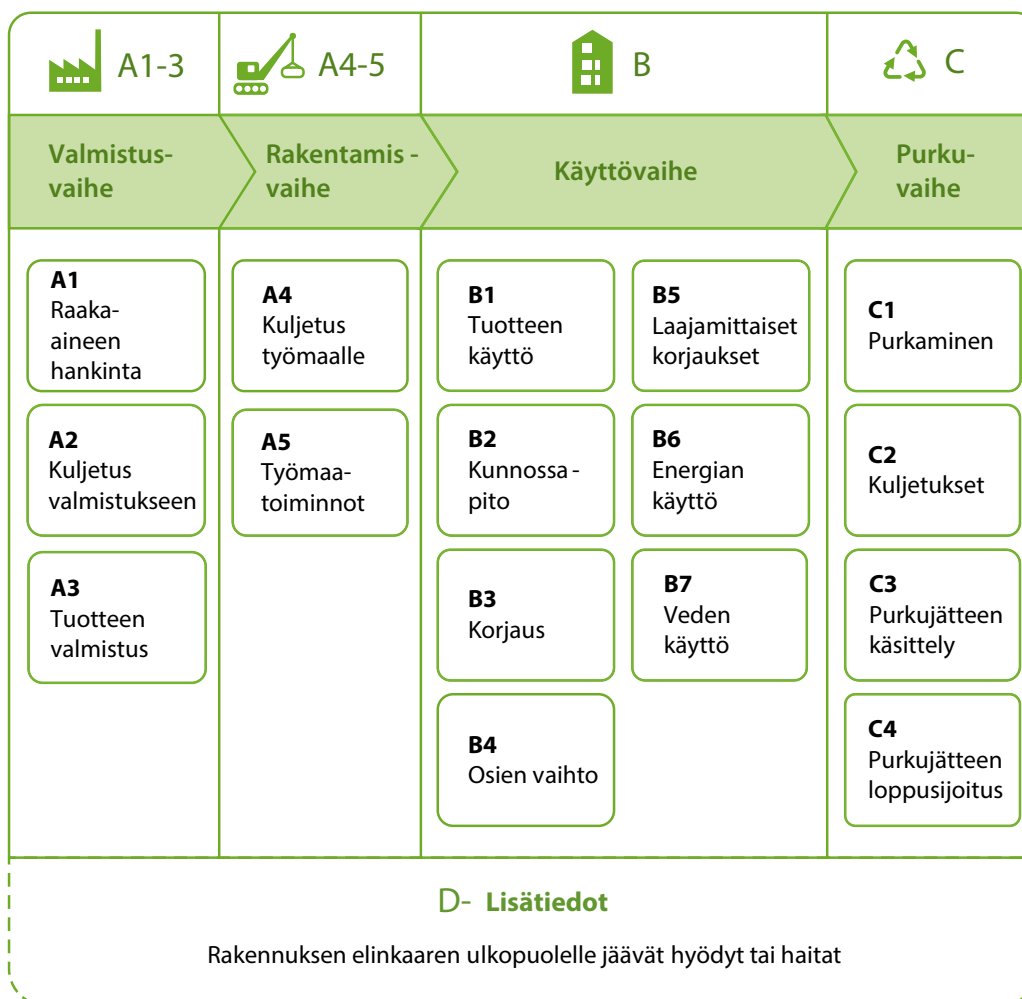 A1-3
A4-5
B
C
Valmistus-
vaihe
Rakentamis -
vaihe
Käyttövaihe
Purku-
vaihe
A1
Raaka-
aineen
hankinta
A2
Kuljetus
valmistukseen
A3
Tuotteen
valmistus
A4
Kuljetus
työmaalle
A5
Työmaa-
toiminnot
B1
Tuotteen
käyttö
B2
Kunnossa -
pito
B3
Korjaus
B4
Osien vaihto
B5
Laajamittaiset
korjaukset
B6
Energian
käyttö
B7
Veden
käyttö
C1
Purkaminen
C2
Kuljetukset
C3
Purkujätteen
käsittely
C4
Purkujätteen
loppusijoitus
D- Lisätiedot
Rakennuksen elinkaaren ulkopuolelle jäävät hyödyt tai haitat